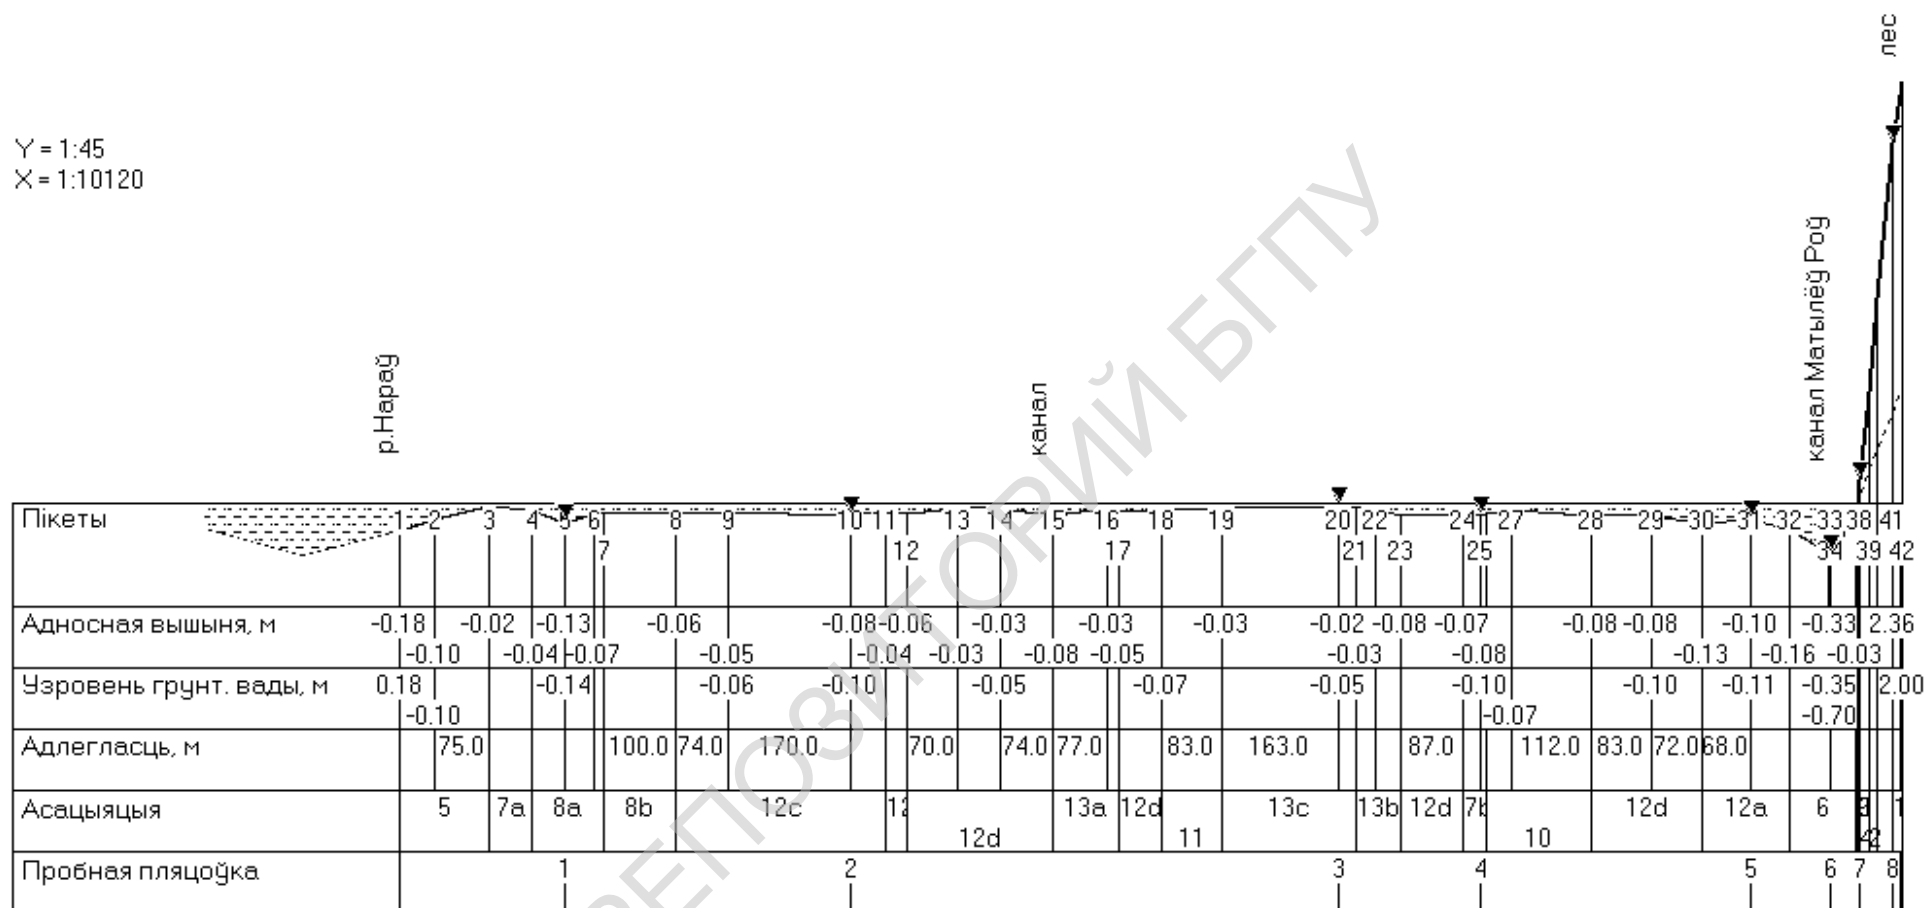 лес
Y = 1:45
X = 1:10120
р.Нараў
канал
канал Матылёў Роў
Пікеты 1 2 3 4 5 6 8 9 10 11 13 14 15 16 18 19 20 22 24 27 28 29 30 31 32 33 38 41
7 12 17 21 23 25 34 39 42
Адносная вышыня, м -0.18 -0.02 -0.13 -0.06 -0.08 -0.06 -0.03 -0.03 -0.03 -0.02 -0.08 -0.07 -0.08 -0.08 -0.10 -0.33 2.36
-0.10 -0.04 -0.07 -0.05 -0.04 -0.03 -0.08 -0.05 -0.03 -0.08 -0.13 -0.16 -0.03
Узровень грунт. вады, м 0.18 -0.14 -0.06 -0.10 -0.05 -0.07 -0.05 -0.10 -0.10 -0.11 -0.35 2.00
-0.10 -0.07 -0.70
Адлегласць, м 75.0 100.0 74.0 170.0 70.0 74.0 77.0 83.0 163.0 87.0 112.0 83.0 72.0 68.0
Асацыяцыя 5 7a 8a 8b 12c 13a 12d 13c 13b 12d 12d 12a 6
12d 11 10
Пробная пляцоўка 1 2 3 4 5 6 7 8
РЕПОЗИТОРИЙ БГПУ